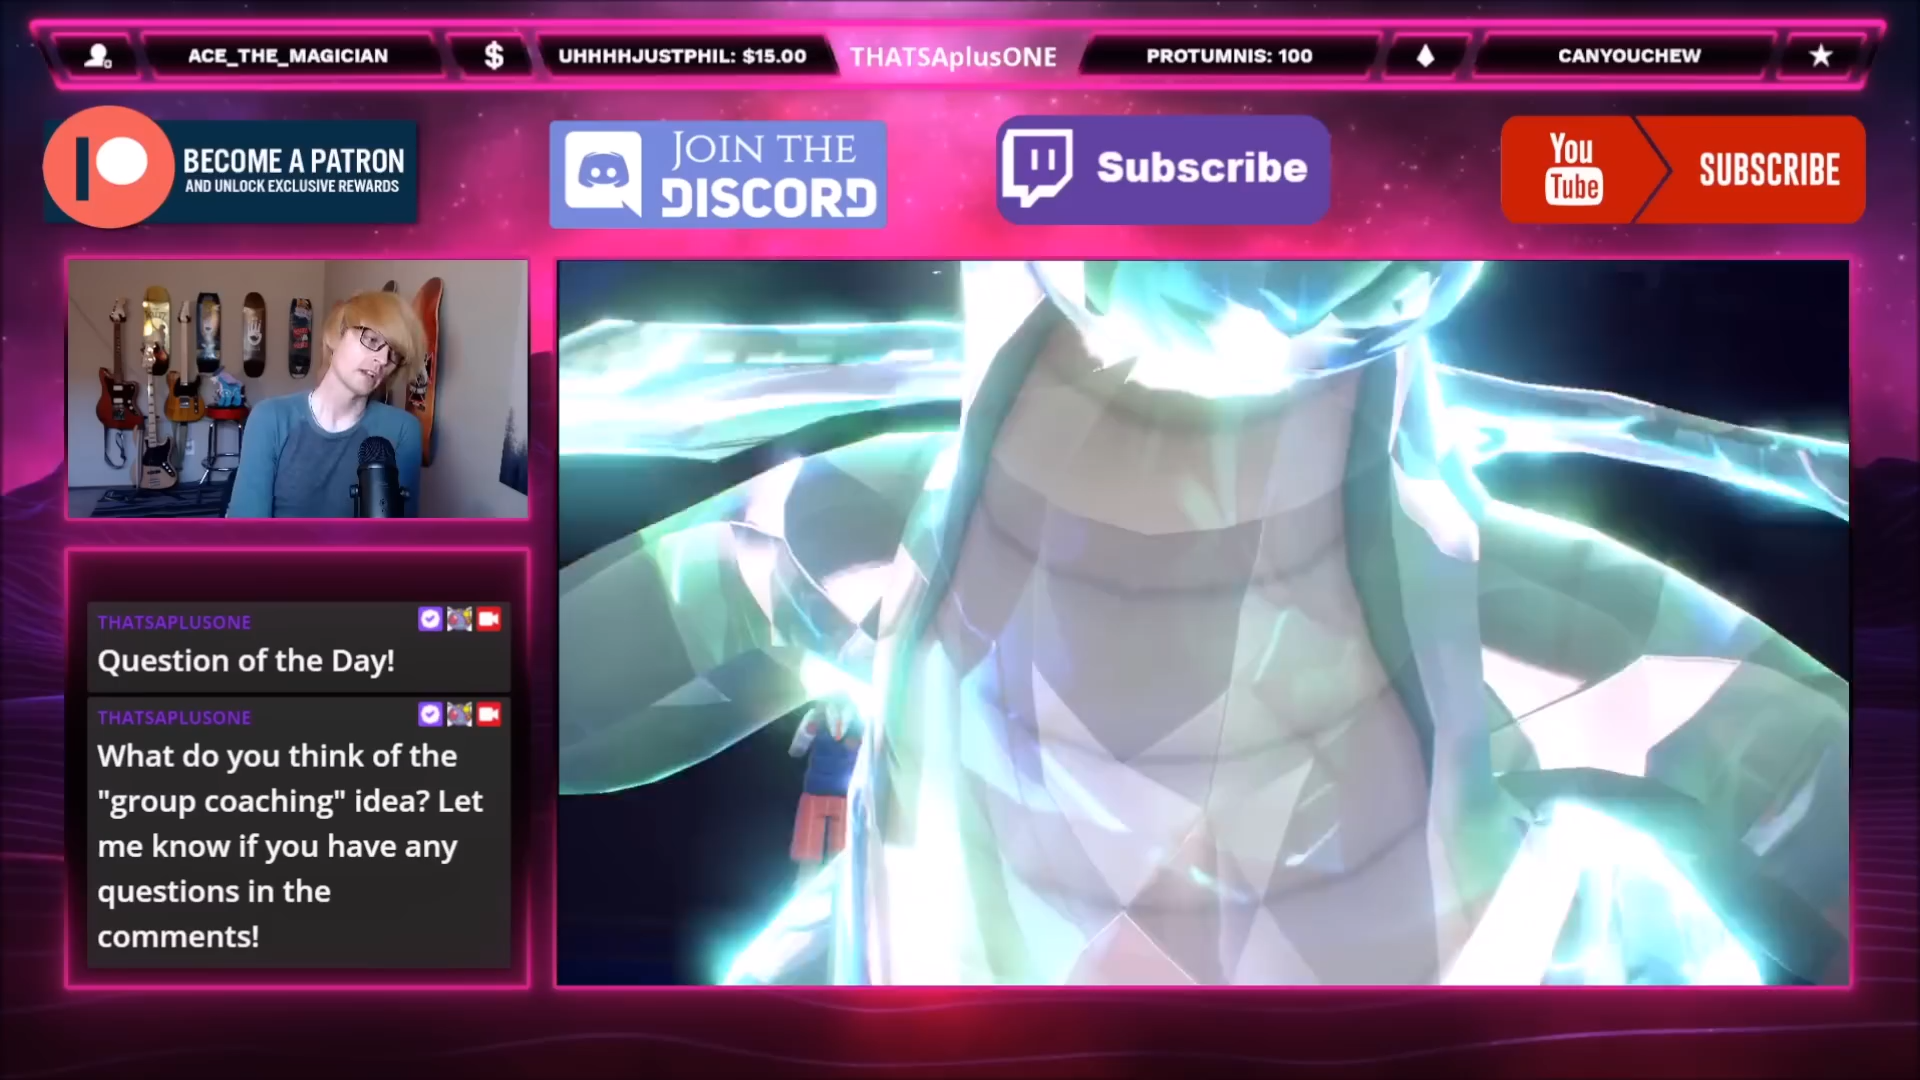 ACE_THE_MAGICIAN
$
UHHHHJUSTPHIL: $15.00
THATSAplusONE
PROTUMNIS: 100
CANYOUCHEW
BECOME A PATRON
AND UNLOCK EXCLUSIVE REWARDS
JOIN THE
DISCORD
Subscribe
You
Tube
SUBSCRIBE
THATSAPLUSONE
Question of the Day!
THATSAPLUSONE
What do you think of the
"group coaching" idea? Let
me know if you have any
questions in the
comments!